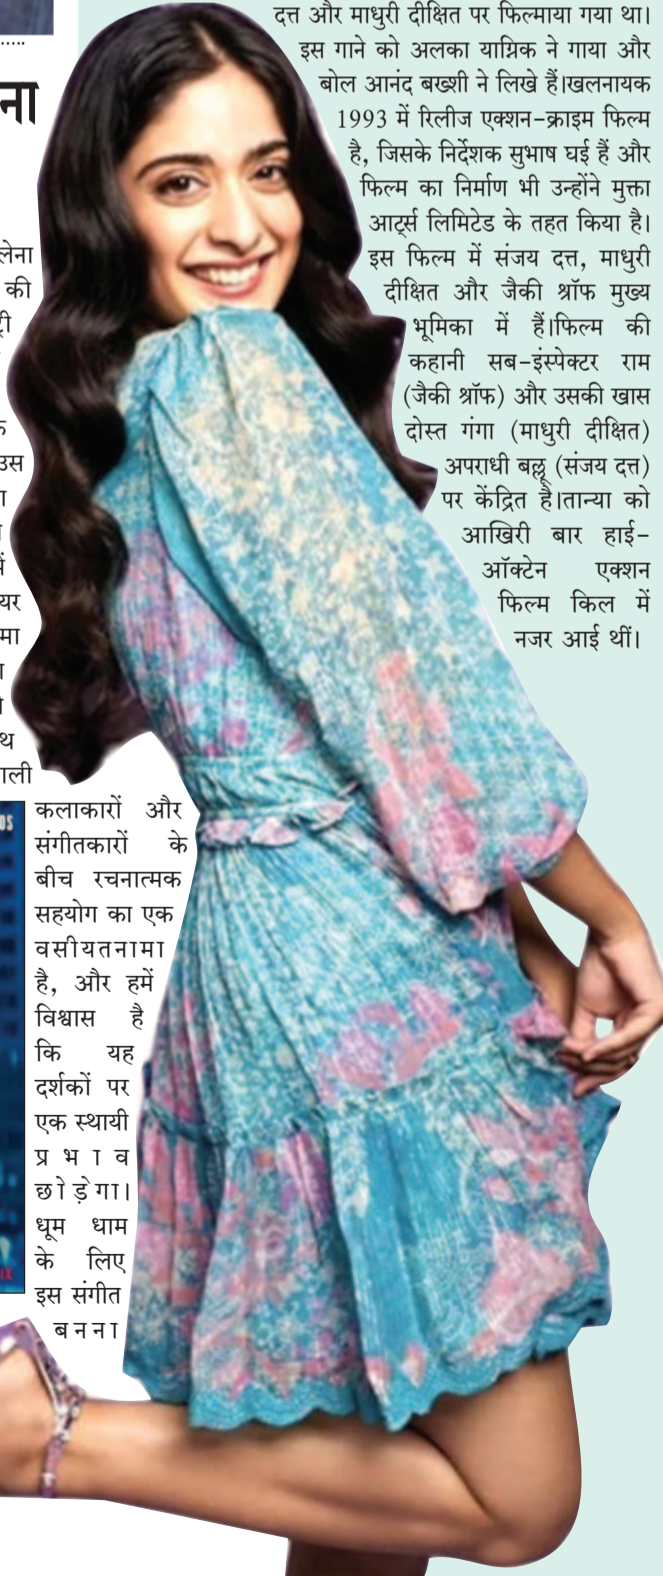 दत्त और माधुरी दीक्षित पर फिल्माया गया था।
इस गाने को अलका याग्निक ने गाया और
बोल आनंद बख्शी ने लिखे हैं।खलनायक
1993 में रिलीज एक्शन-क्राइम फिल्म
है, जिसके निर्देशक सुभाष घई हैं और
फिल्म का निर्माण भी उन्होंने मुक्ता
आर्ट्स लिमिटेड के तहत किया है।
इस फिल्म में संजय दत्त, माधुरी
दीक्षित और जैकी श्रॉफ मुख्य
भूमिका में हैं।फिल्म की
कहानी सब-इंस्पेक्टर राम
(जैकी श्रॉफ) और उसकी खास
दोस्त गंगा (माधुरी दीक्षित)
अपराधी बल्लू (संजय दत्त)
पर केंद्रित है।तान्या को
आखिरी बार हाई-
ऑक्टेन एक्शन
फिल्म किल में
नजर आई थीं।
ना
लेना
की
उस
यर
मा
थ
कलाकारों और
संगीतकारों के
बीच रचनात्मक
सहयोग का एक
वसीयतनामा
है, और हमें
विश्वास है
कि यह
दर्शकों पर
एक स्थायी
प्रभाव
छोड़ेगा।
धूम धाम
के लिए
इस संगीत
बनना